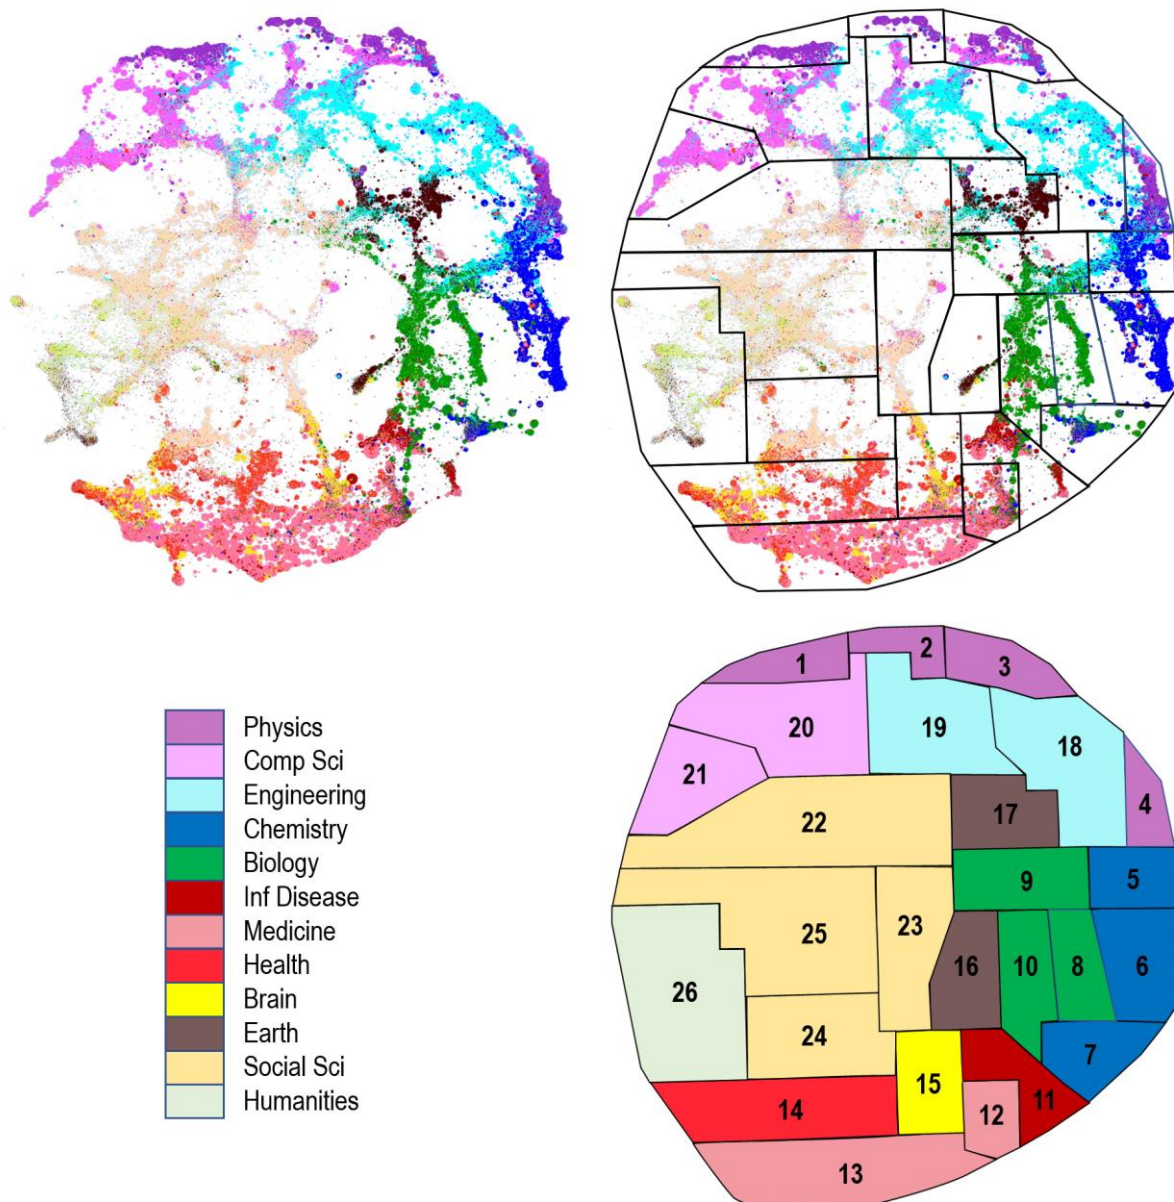 Physics
Comp Sci
Engineering
Chemistry
Biology
Inf Disease
Medicine
Health
Brain
Earth
Social Sci
Humanities
1
2
3
20
19
18
21
4
22
17
9
5
25
23
16
10
8
6
26
24
7
15
14
12
11
13